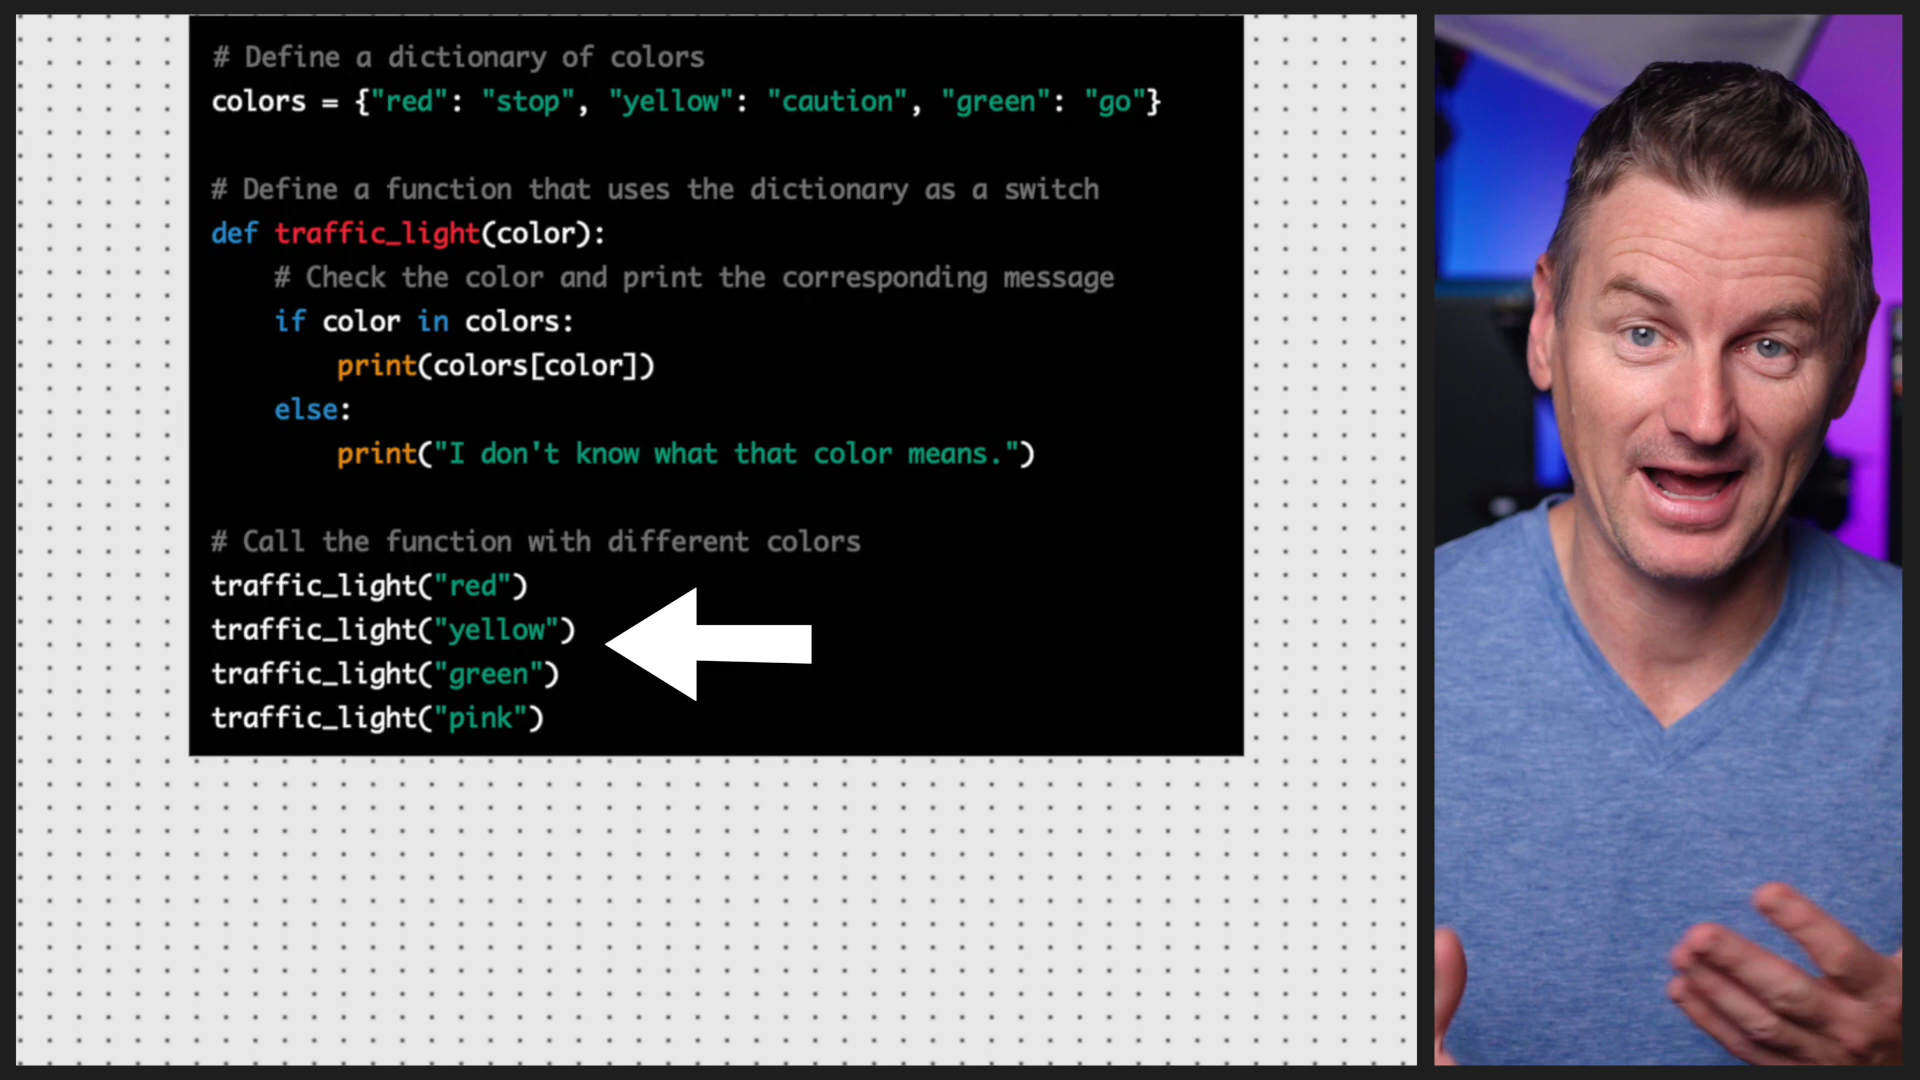 # Define a dictionary of colors
colors = {"red": "stop", "yellow": "caution", "green": "go"}
# Define a function that uses the dictionary as a switch
def traffic_light(color):
    # Check the color and print the corresponding message
    if color in colors:
        print(colors[color])
    else:
        print("I don't know what that color means.")
# Call the function with different colors
traffic_light("red")
traffic_light("yellow")
traffic_light("green")
traffic_light("pink")